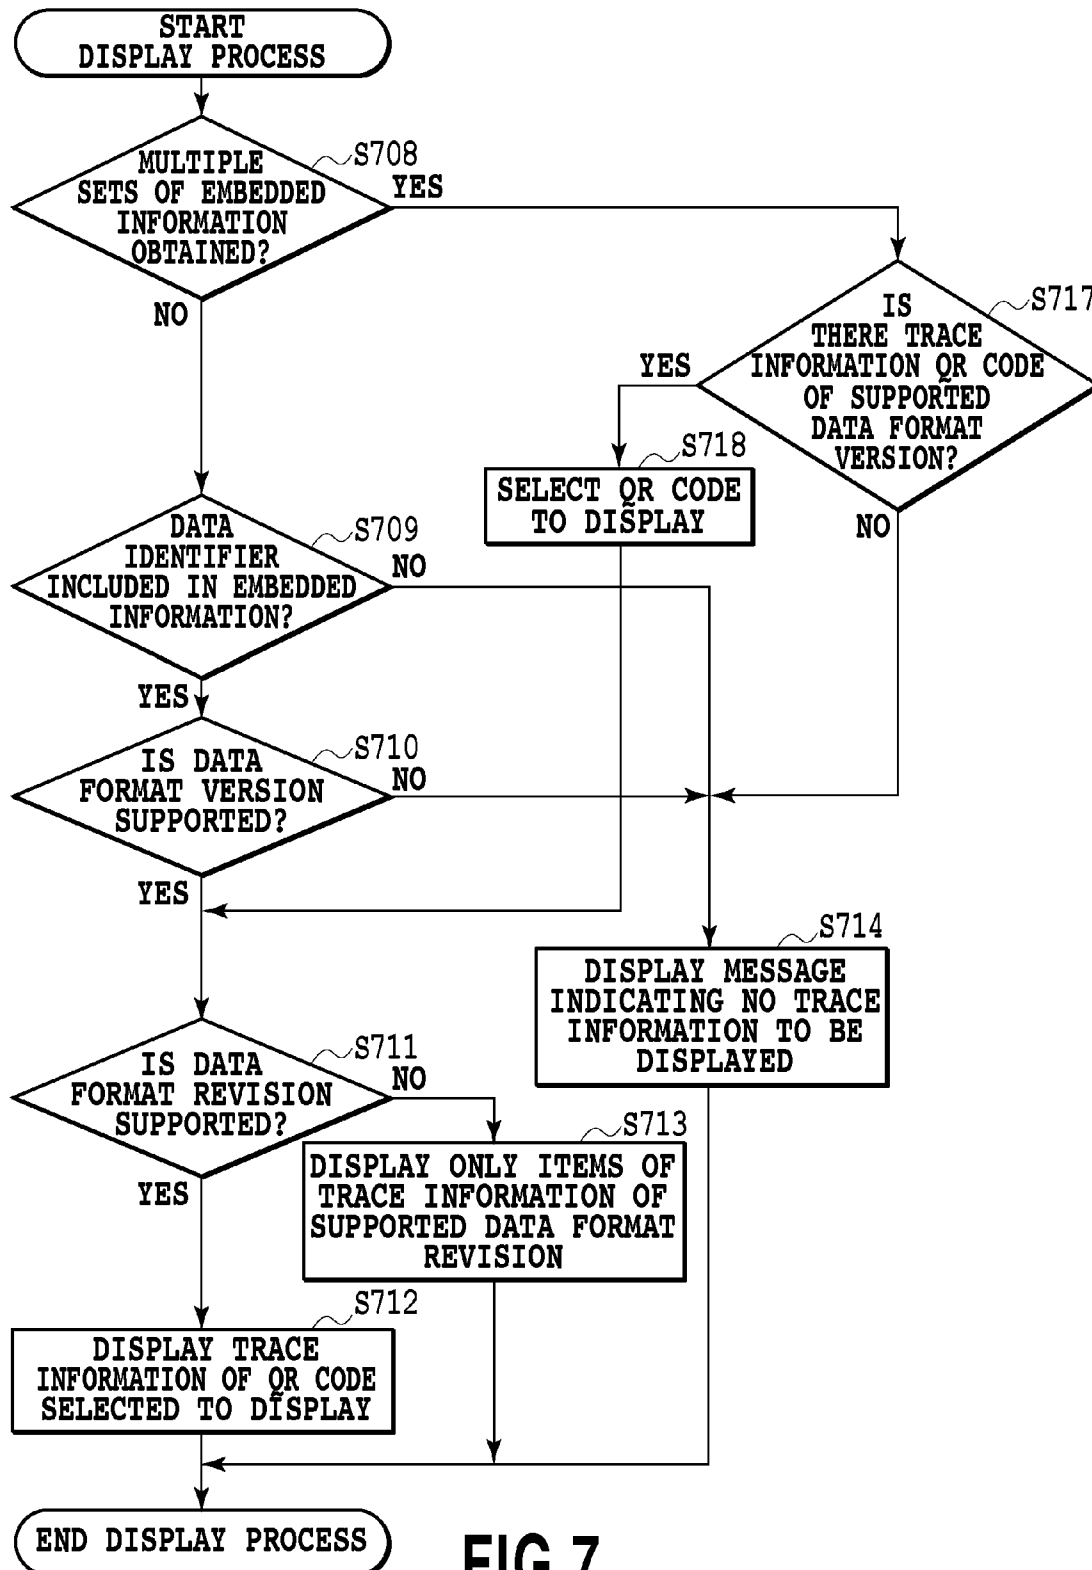 START
DISPLAY PROCESS
S708
MULTIPLE
SETS OF EMBEDDED
INFORMATION
OBTAINED?
YES
NO
S717
IS
THERE TRACE
INFORMATION QR CODE
OF SUPPORTED
DATA FORMAT
VERSION?
YES
NO
S718
SELECT QR CODE
TO DISPLAY
S709
DATA
IDENTIFIER
INCLUDED IN EMBEDDED
INFORMATION?
NO
YES
S710
IS DATA
FORMAT VERSION
SUPPORTED?
NO
YES
S714
DISPLAY MESSAGE
INDICATING NO TRACE
INFORMATION TO BE
DISPLAYED
S711
IS DATA
FORMAT REVISION
SUPPORTED?
NO
YES
S713
DISPLAY ONLY ITEMS OF
TRACE INFORMATION OF
SUPPORTED DATA FORMAT
REVISION
S712
DISPLAY TRACE
INFORMATION OF QR CODE
SELECTED TO DISPLAY
END DISPLAY PROCESS
FIG.7